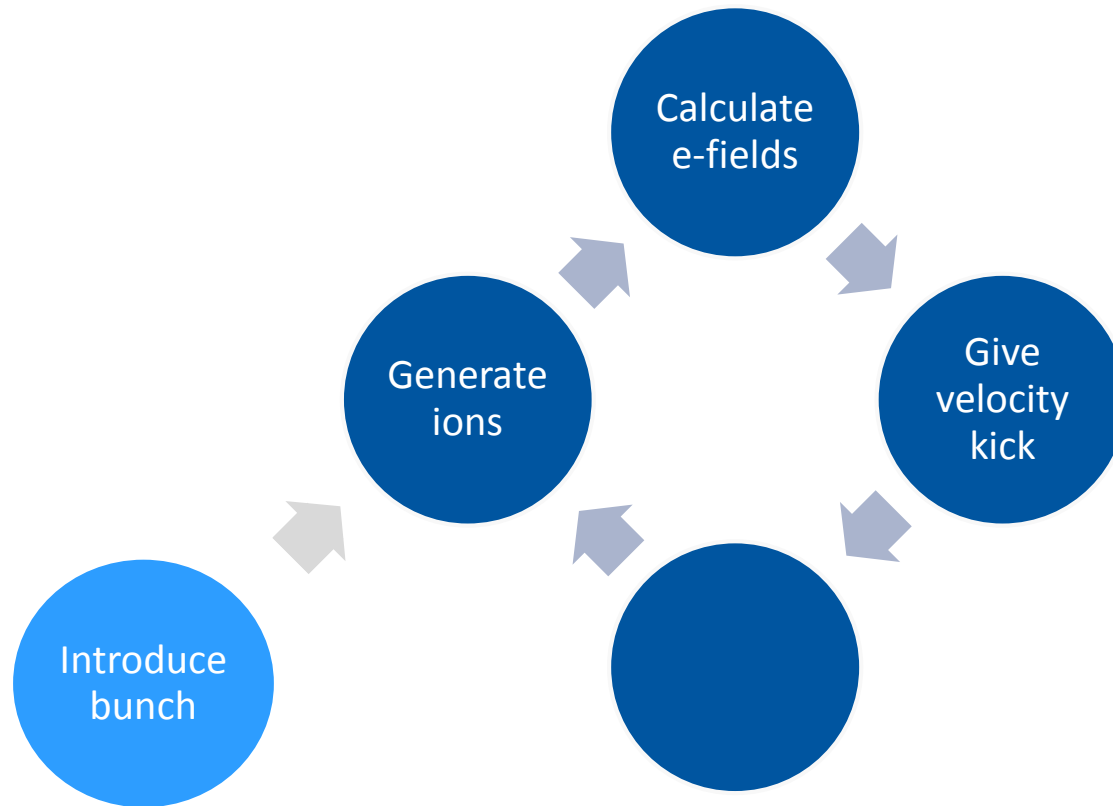 Calculate
e-fields
Generate
ions
Give
velocity
kick
Introduce
bunch